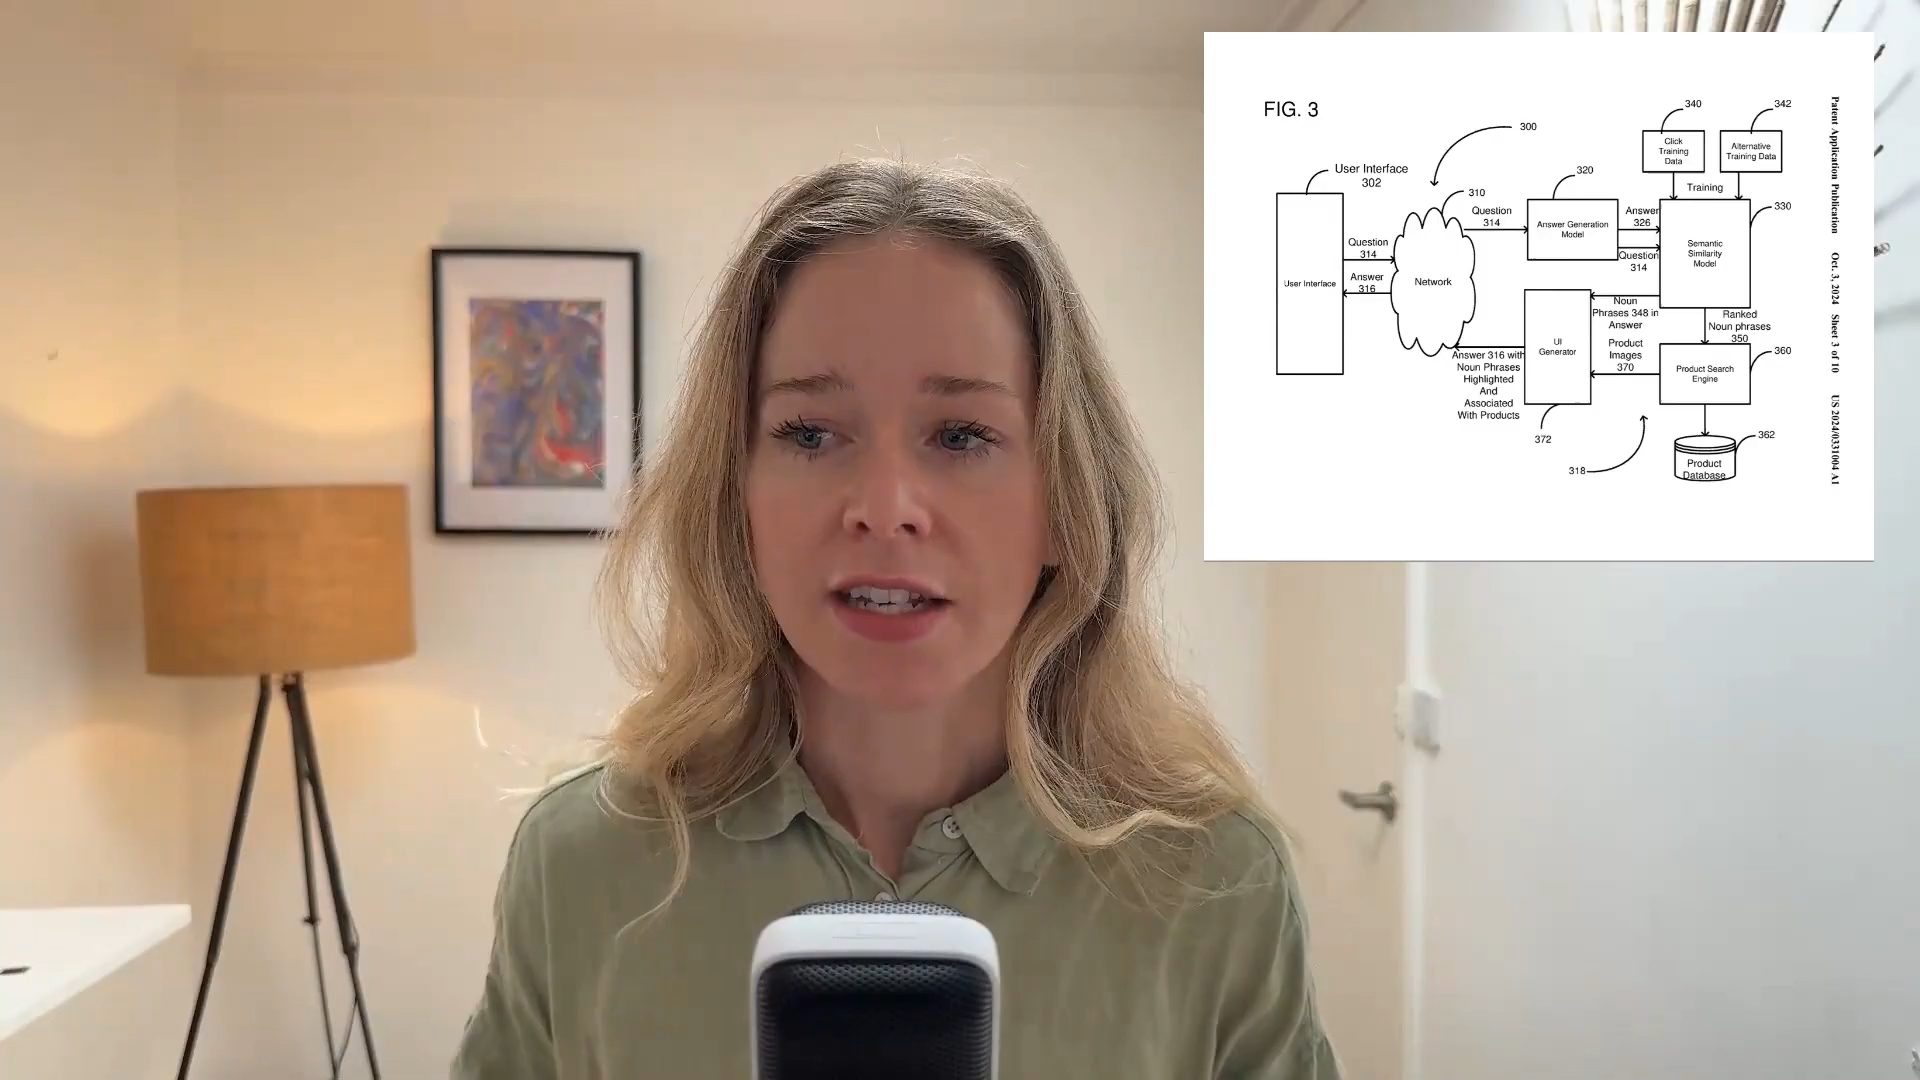 FIG. 3
300
340
342
Click
Training
Data
Alternative
Training Data
Training
User Interface
302
310
320
330
Question
314
Answer Generation
Model
Answer
326
Question
314
Semantic
Similarity
Model
User Interface
Question
314
Answer
316
Network
Noun
Phrases 348 in
Answer
Ranked
Noun phrases
350
UI
Generator
Product
Images
370
Product Search
Engine
360
Answer 316 with
Noun Phrases
Highlighted
And
Associated
With Products
372
318
362
Product
Database
Patent Application Publication Oct. 3, 2024 Sheet 3 of 10 US 2024/0331004 A1